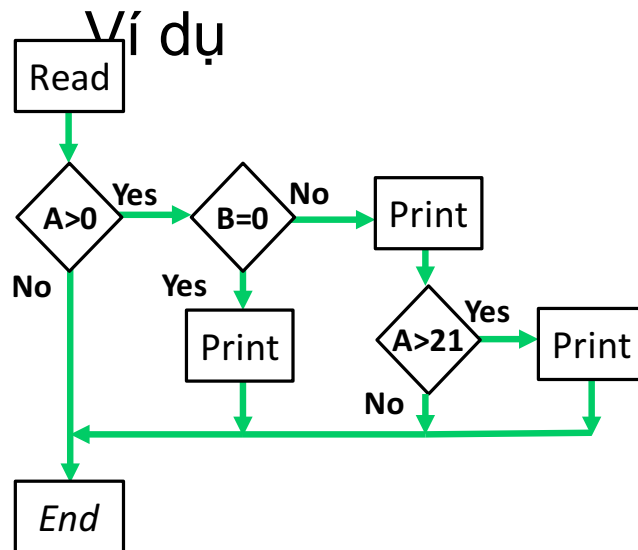 Ví dụ
Read
A>0
Yes
B=0
No
Print
No
Yes
Print
A>21
Yes
Print
No
End